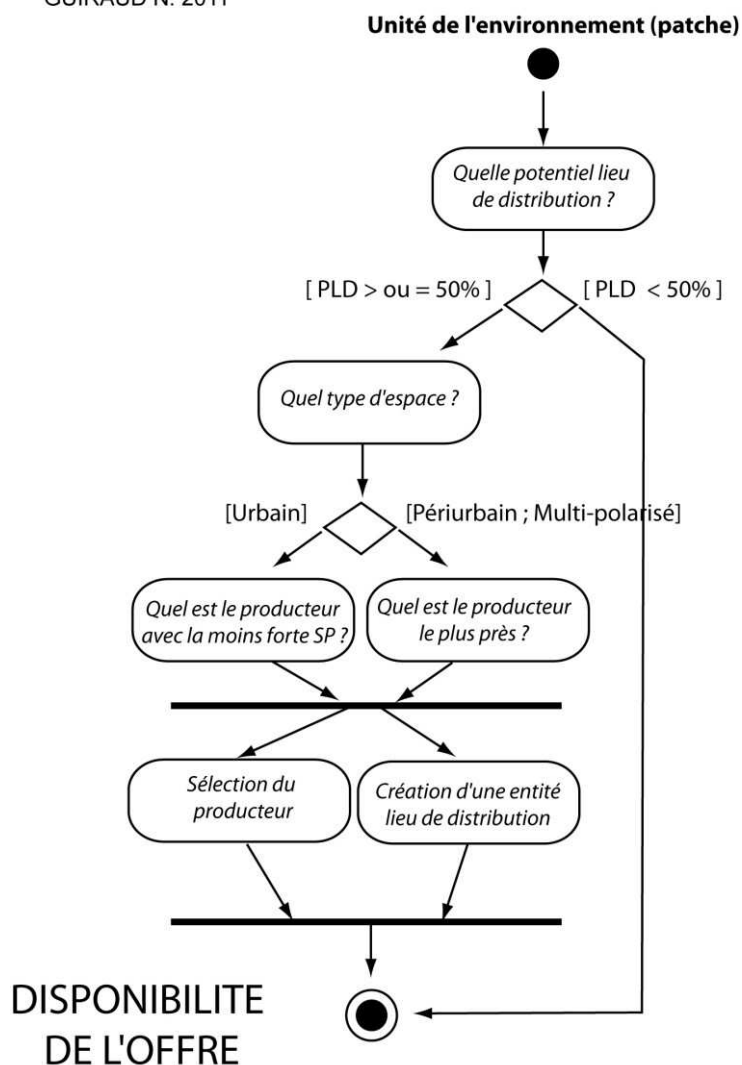 GUIRAUD N. 2011
Unité de l'environnement (patche)
Quelle potentiel lieu
de distribution ?
[ PLD > ou = 50% ]
[ PLD < 50% ]
Quel type d'espace ?
[Urbain]
[Périurbain ; Multi-polarisé]
Quel est le producteur
avec la moins forte SP ?
Quel est le producteur
le plus près ?
Sélection du
producteur
Création d'une entité
lieu de distribution
DISPONIBILITE
DE L'OFFRE